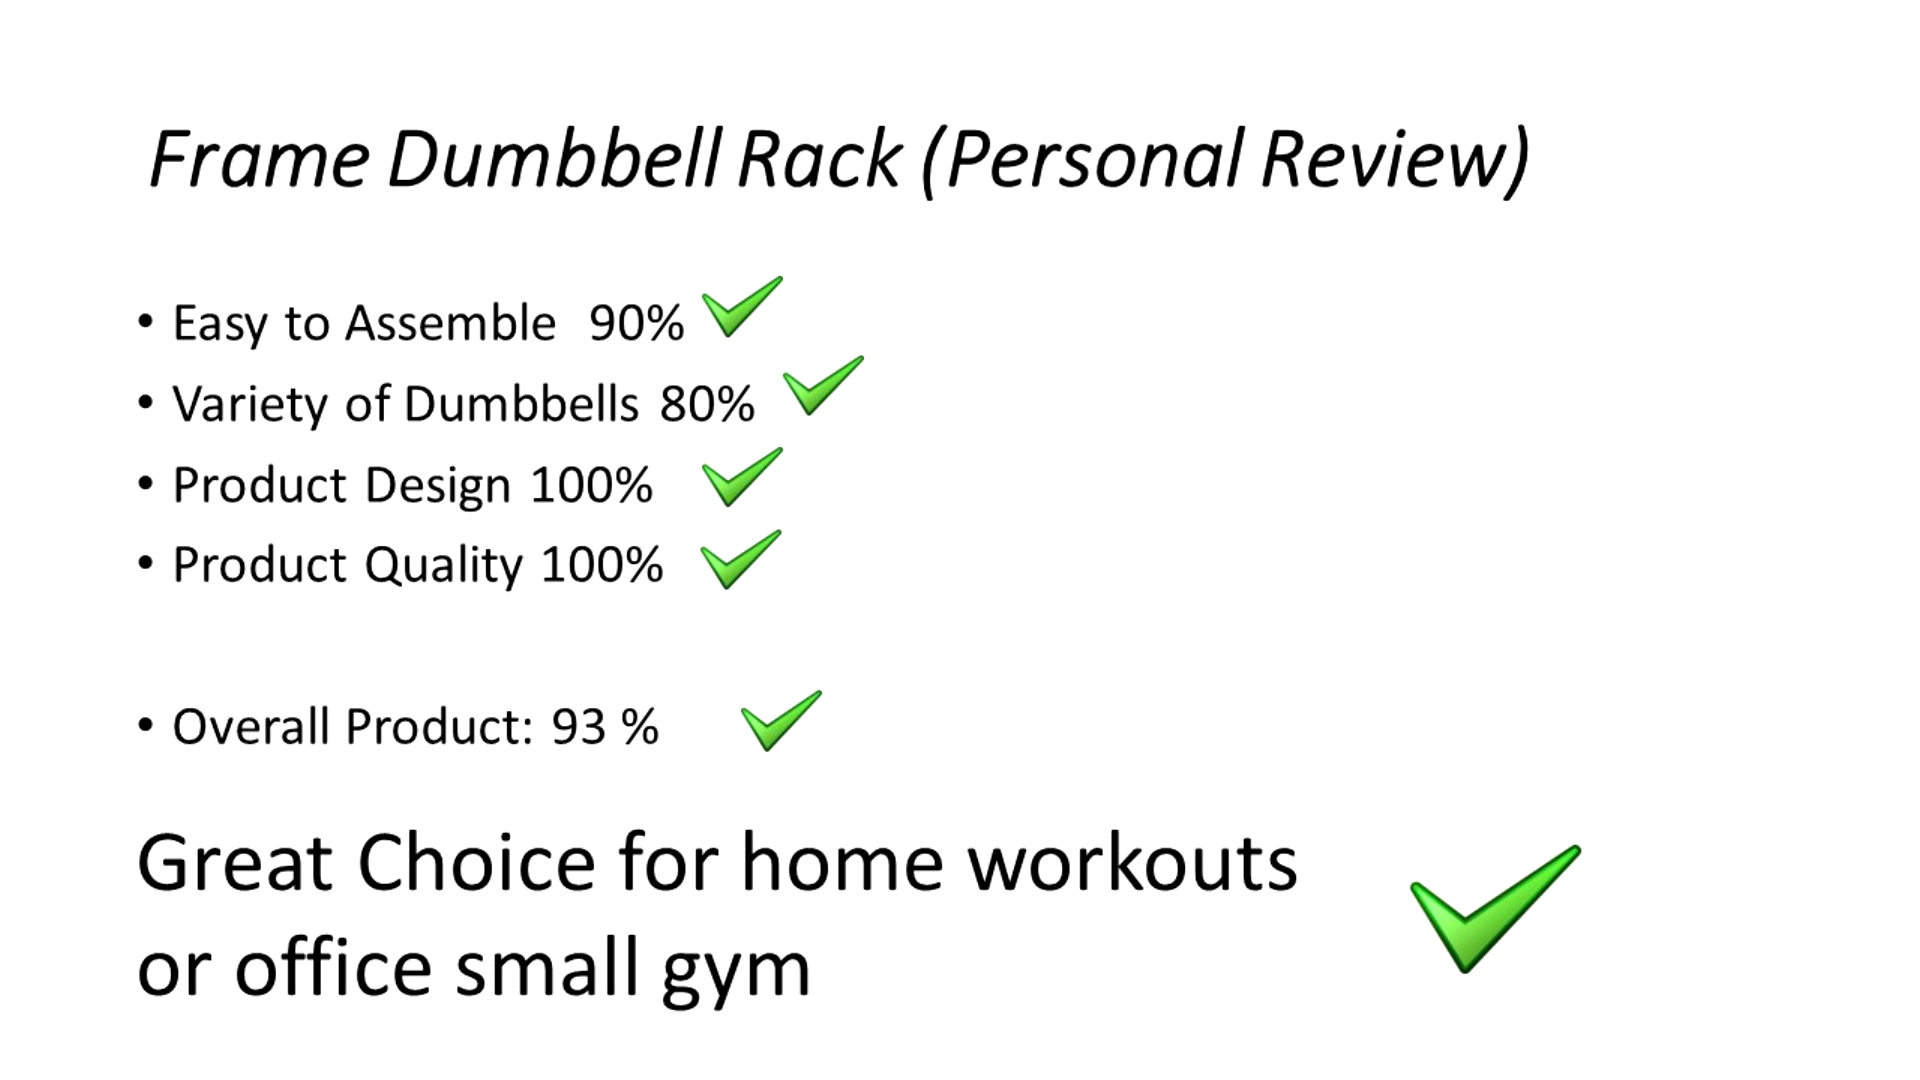 Frame Dumbbell Rack (Personal Review)
• Easy to Assemble 90%
• Variety of Dumbbells 80%
• Product Design 100%
• Product Quality 100%
• Overall Product: 93 %
Great Choice for home workouts
or office small gym